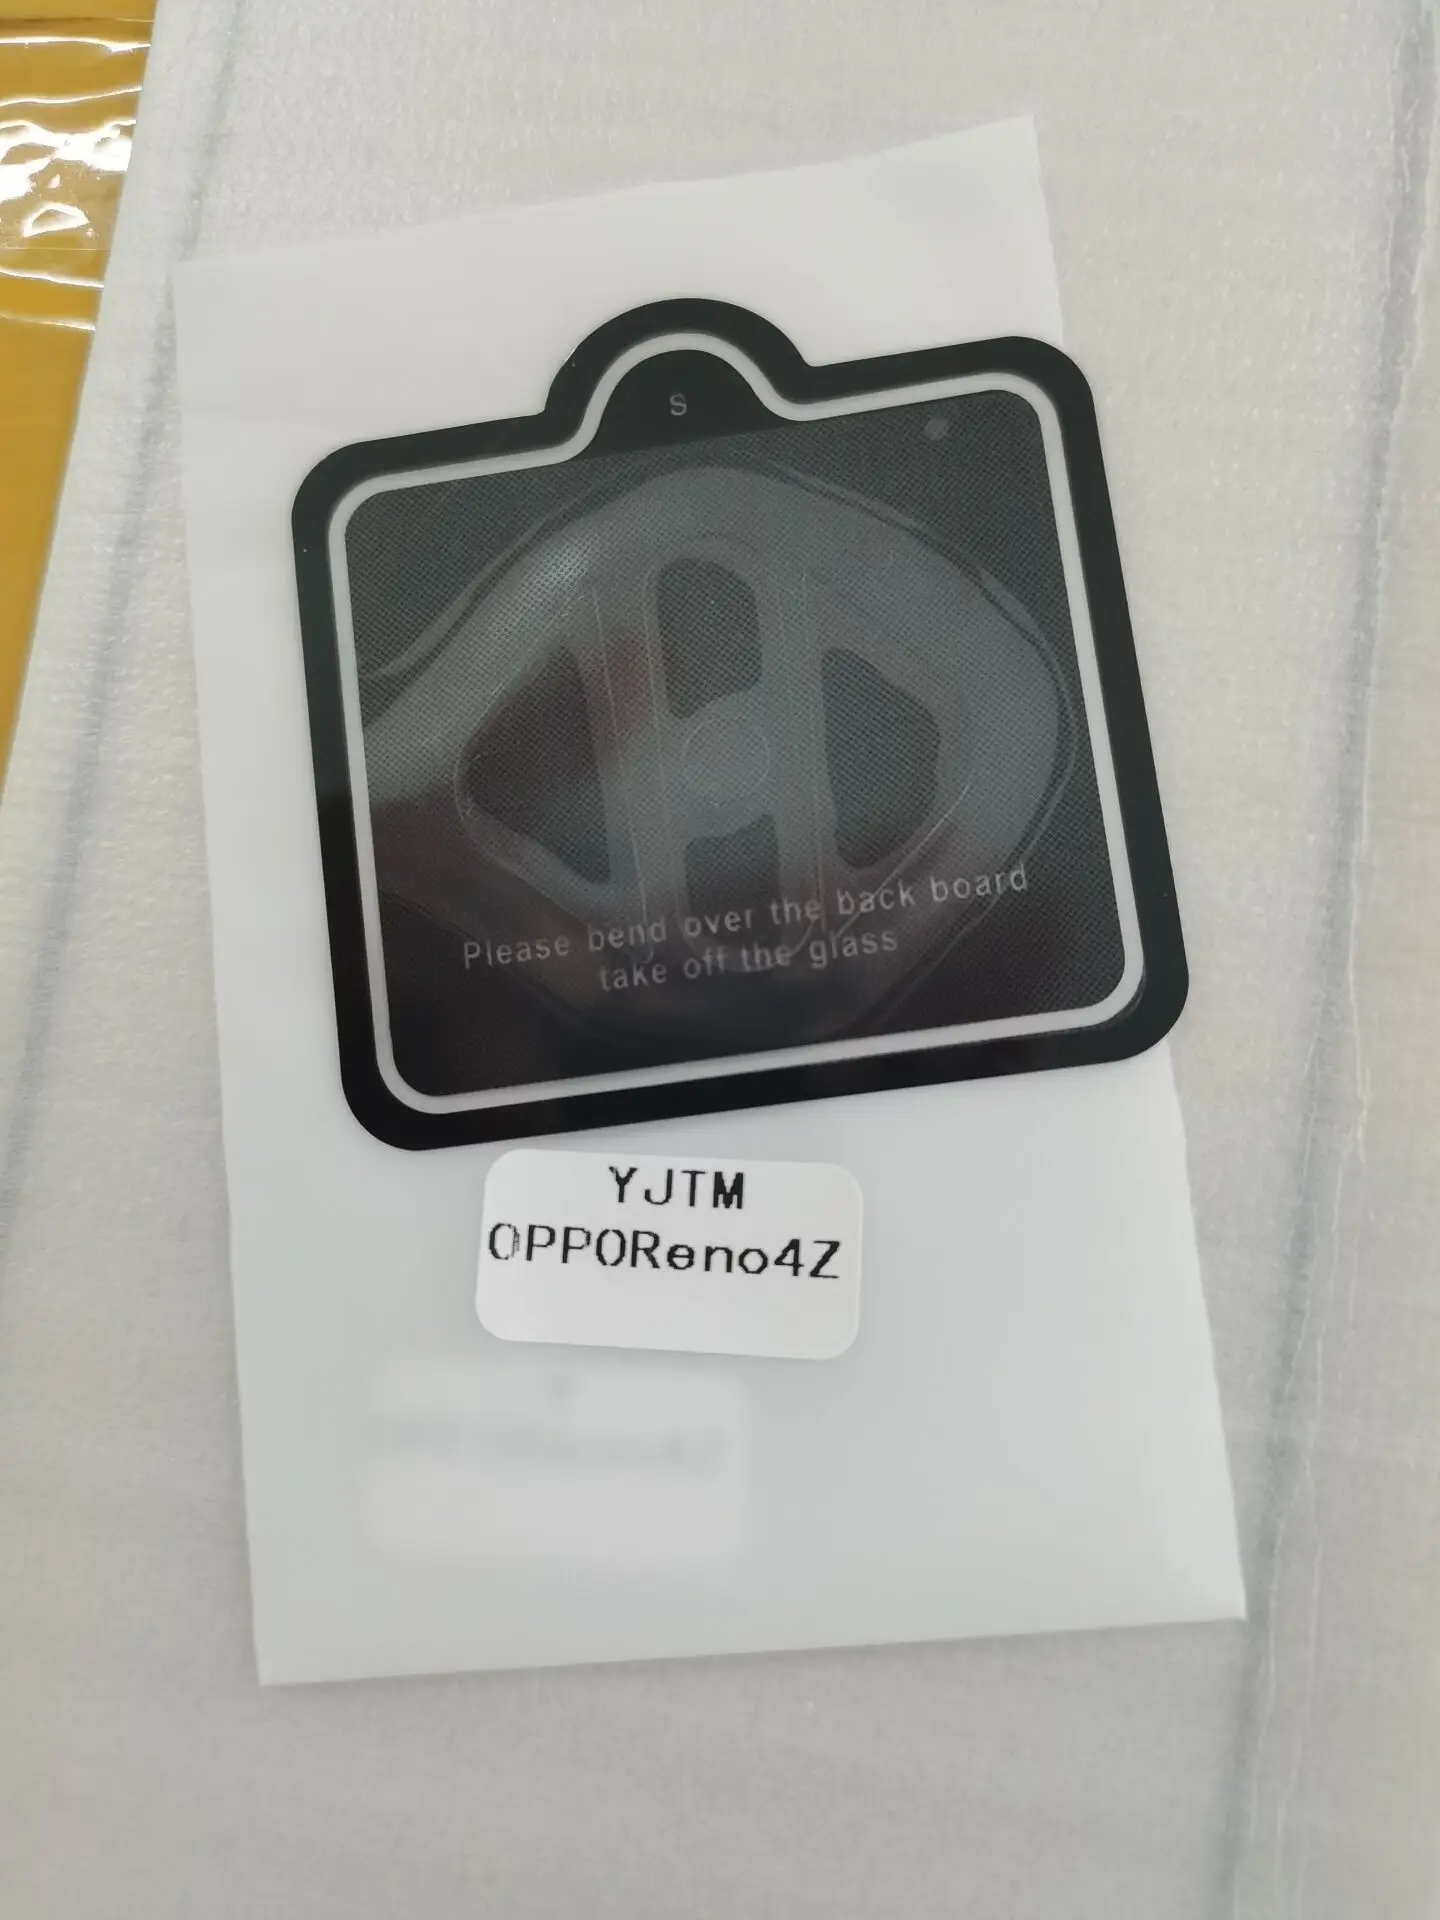 S
Please bend over the back board
take off the glass
YJTM
OPPOReno4Z